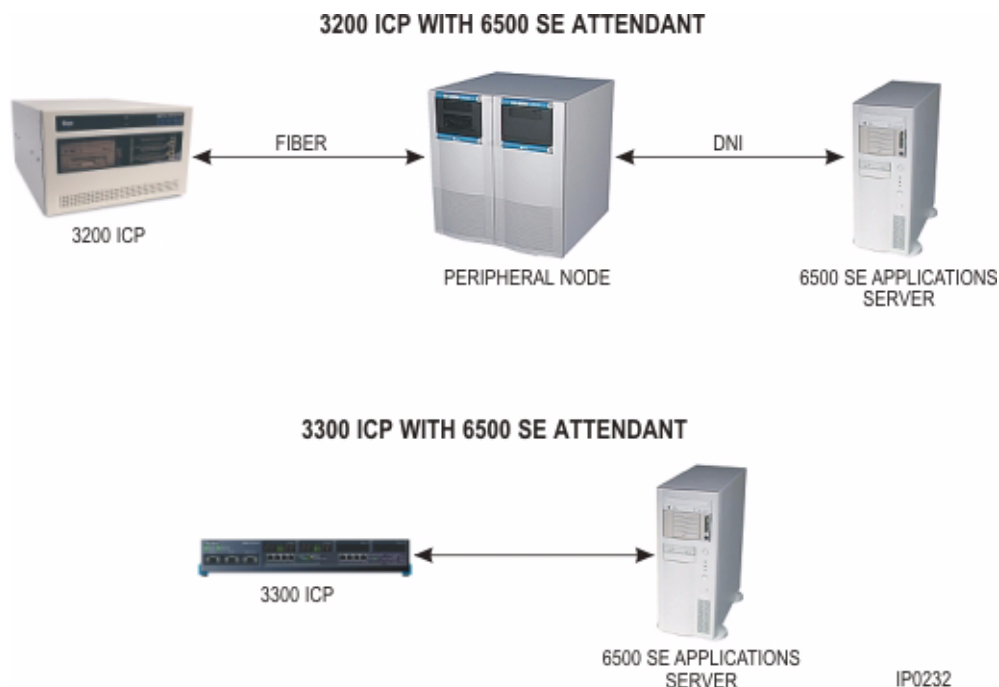 3200 ICP WITH 6500 SE ATTENDANT
FIBER
DNI
3200 ICP
PERIPHERAL NODE
6500 SE APPLICATIONS
SERVER
3300 ICP WITH 6500 SE ATTENDANT
3300 ICP
6500 SE APPLICATIONS
SERVER
IP0232